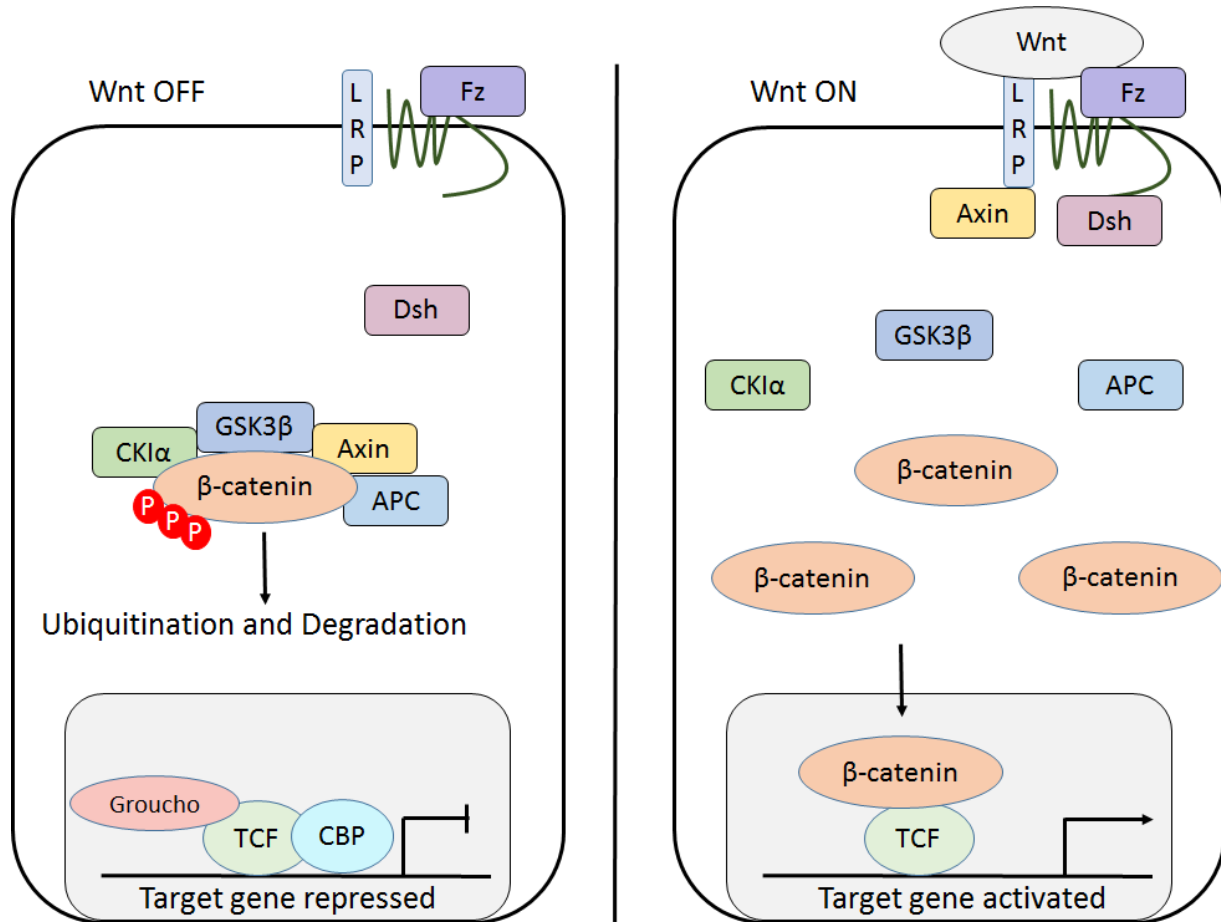 Wnt OFF
L
R
P
Fz
Dsh
CKIα
GSK3β
Axin
β-catenin
APC
P
P
P
Ubiquitination and Degradation
Groucho
TCF
CBP
Target gene repressed
Wnt ON
Wnt
L
R
P
Fz
Axin
Dsh
GSK3β
CKIα
APC
β-catenin
β-catenin
β-catenin
β-catenin
TCF
Target gene activated